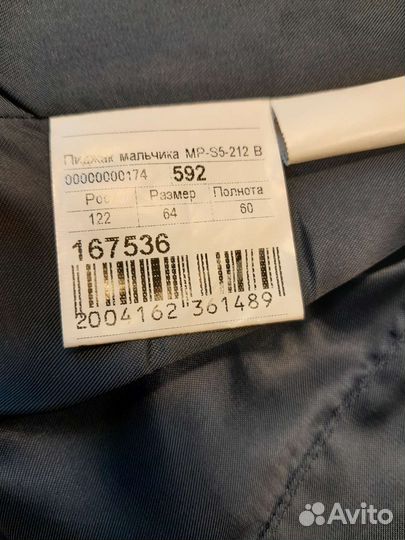 Пиджак мальчика MP-S5-212 B
00000000174 592
Рост Размер Полнота
122 64 60
167536
2004162 361489
Avito